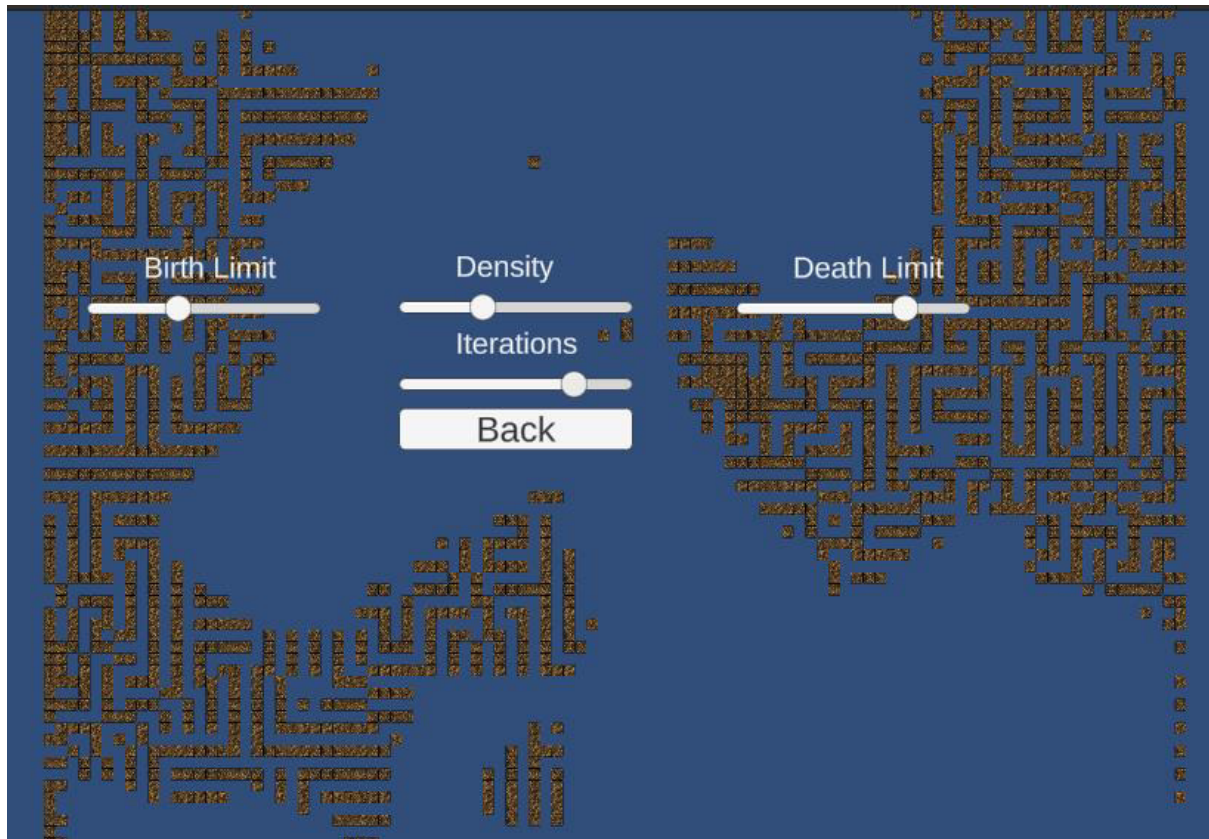 Birth Limit
Density
Death Limit
Iterations
Back